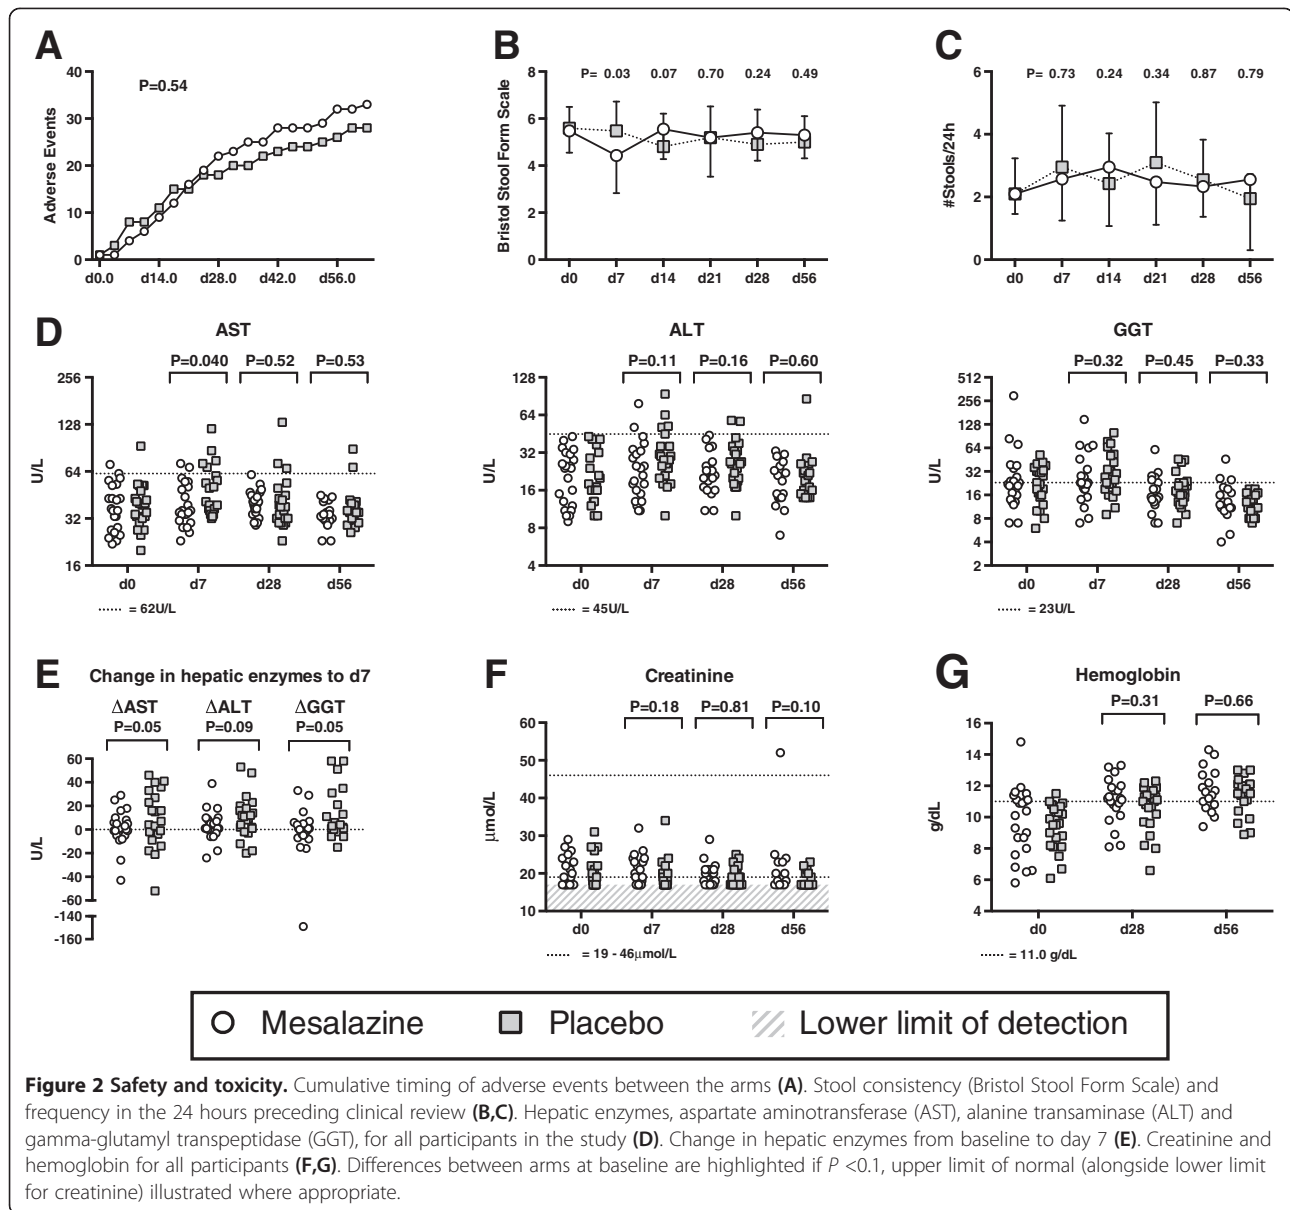 A
P=0.54
Adverse Events
40
30
20
10
0
d0.0 d14.0 d28.0 d42.0 d56.0
B
P= 0.03 0.07 0.70 0.24 0.49
Bristol Stool Form Scale
8
6
4
2
0
d0 d7 d14 d21 d28 d56
C
P= 0.73 0.24 0.34 0.87 0.79
#Stools/24h
6
4
2
0
d0 d7 d14 d21 d28 d56
D
AST
P=0.040 P=0.52 P=0.53
U/L
256
128
64
32
16
d0 d7 d28 d56
= 62U/L
ALT
P=0.11 P=0.16 P=0.60
U/L
128
64
32
16
8
4
d0 d7 d28 d56
= 45U/L
GGT
P=0.32 P=0.45 P=0.33
U/L
512
256
128
64
32
16
8
4
2
d0 d7 d28 d56
= 23U/L
E
Change in hepatic enzymes to d7
ΔAST ΔALT ΔGGT
P=0.05 P=0.09 P=0.05
U/L
60
40
20
0
-20
-40
-60
-140
-160
F
Creatinine
P=0.18 P=0.81 P=0.10
μmol/L
60
50
40
30
20
10
d0 d7 d28 d56
= 19 - 46μmol/L
G
Hemoglobin
P=0.31 P=0.66
g/dL
16
14
12
10
8
6
4
d0 d28 d56
= 11.0 g/dL
Mesalazine Placebo Lower limit of detection
Figure 2 Safety and toxicity. Cumulative timing of adverse events between the arms (A). Stool consistency (Bristol Stool Form Scale) and
frequency in the 24 hours preceding clinical review (B,C). Hepatic enzymes, aspartate aminotransferase (AST), alanine transaminase (ALT) and
gamma-glutamyl transpeptidase (GGT), for all participants in the study (D). Change in hepatic enzymes from baseline to day 7 (E). Creatinine and
hemoglobin for all participants (F,G). Differences between arms at baseline are highlighted if P <0.1, upper limit of normal (alongside lower limit
for creatinine) illustrated where appropriate.